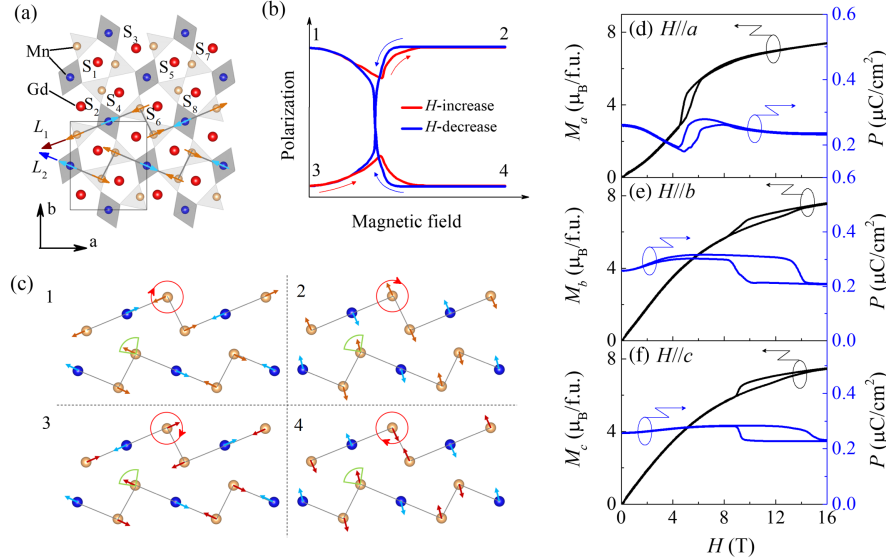 (a)
S3
S7
Mn
S1
S5
Gd
S2
S4
S6
S8
L1
L2
b
a
(b)
1
2
Polarization
H-increase
H-decrease
3
4
Magnetic field
(c)
1
2
3
4
(d) H//a
Ma (μB/f.u.)
8
4
0
P (μC/cm²)
0.6
0.4
0.2
0.6
(e) H//b
Mb (μB/f.u.)
8
4
0
P (μC/cm²)
0.4
0.2
0.0
(f) H//c
Mc (μB/f.u.)
8
4
0
P (μC/cm²)
0.4
0.2
0.0
0
4
8
12
16
H (T)